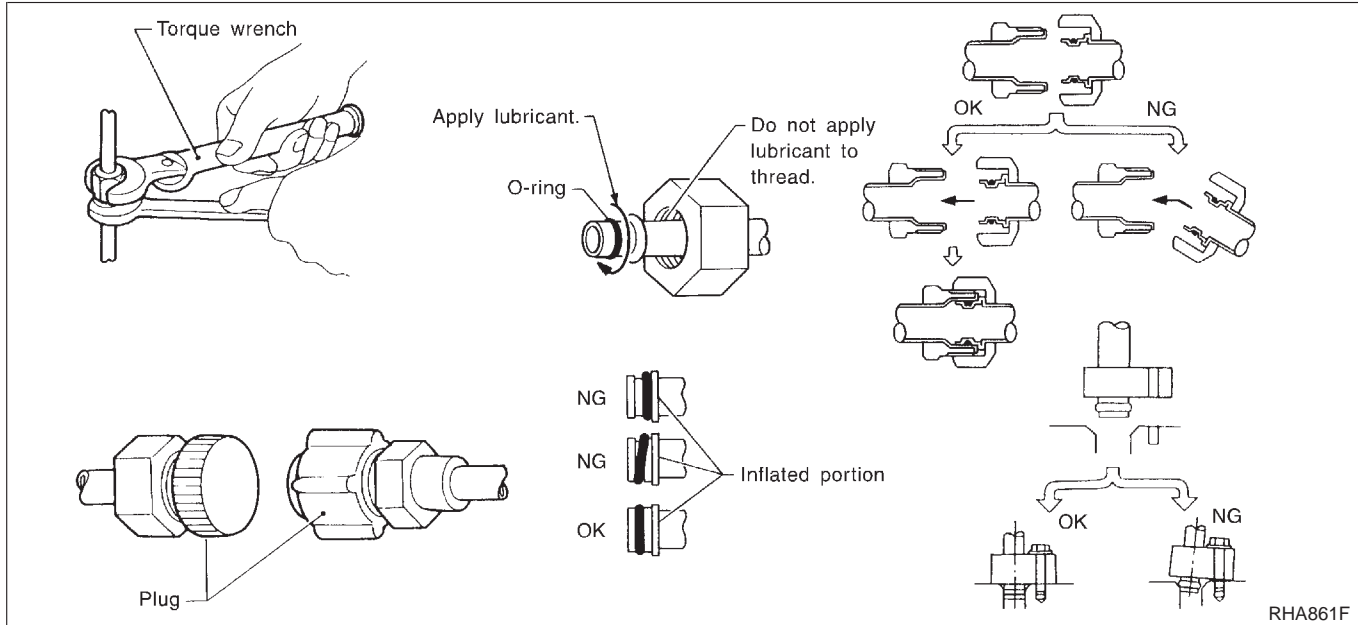 Torque wrench
Apply lubricant.
O-ring
Do not apply
lubricant to
thread.
OK
NG
NG
NG
OK
Inflated portion
Plug
OK
NG
RHA861F